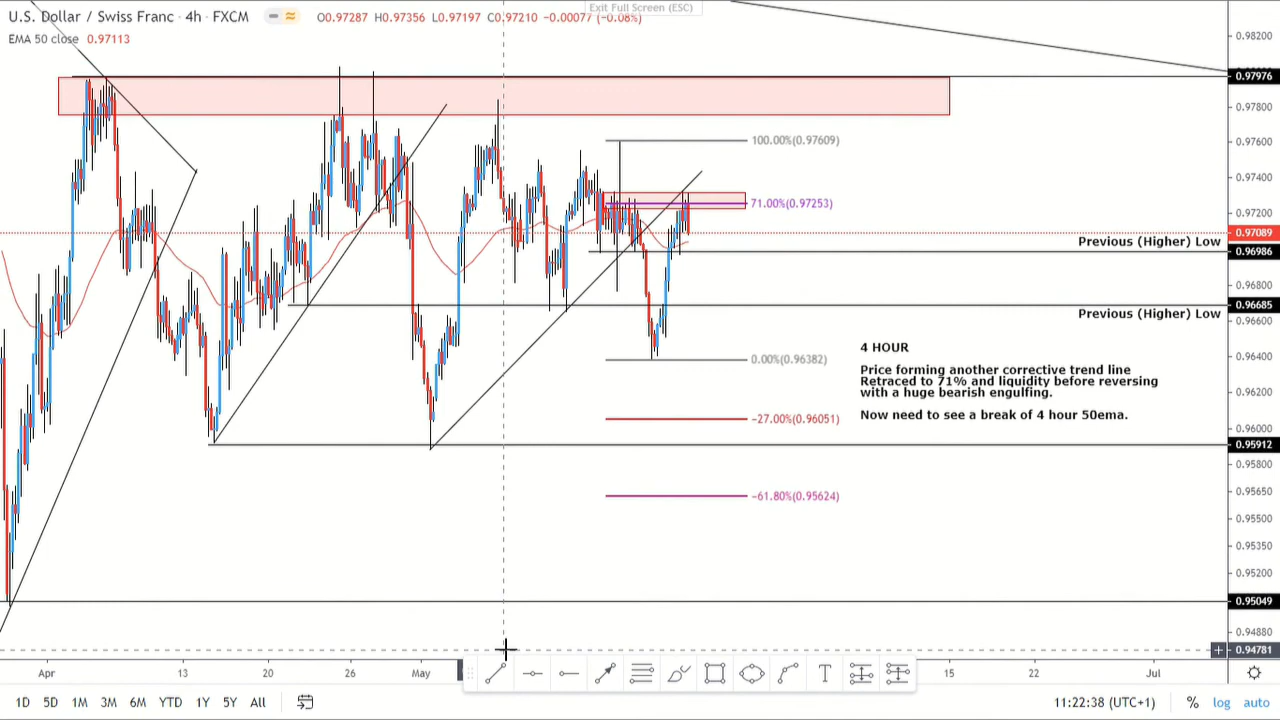 U.S. Dollar / Swiss Franc · 4h · FXCM
O0.97287 H0.97356 L0.97197 C0.97210 −0.00077 (−0.08%)
Exit Full Screen (ESC)
EMA 50 close 0.97113
0.98200
0.97976
0.97800
100.00%(0.97609)
0.97600
0.97400
71.00%(0.97253)
0.97200
0.97089
Previous (Higher) Low
0.96986
0.96800
0.96685
Previous (Higher) Low
0.96600
4 HOUR
0.00%(0.96382)
0.96400
Price forming another corrective trend line
Retraced to 71% and liquidity before reversing
with a huge bearish engulfing.
0.96200
Now need to see a break of 4 hour 50ema.
−27.00%(0.96051)
0.96000
0.95912
0.95800
−61.80%(0.95624)
0.95650
0.95500
0.95350
0.95200
0.95049
0.94880
0.94781
Apr 13 20 26 May 15 22 Jul
T
1D 5D 1M 3M 6M YTD 1Y 5Y All
11:22:38 (UTC+1) % log auto